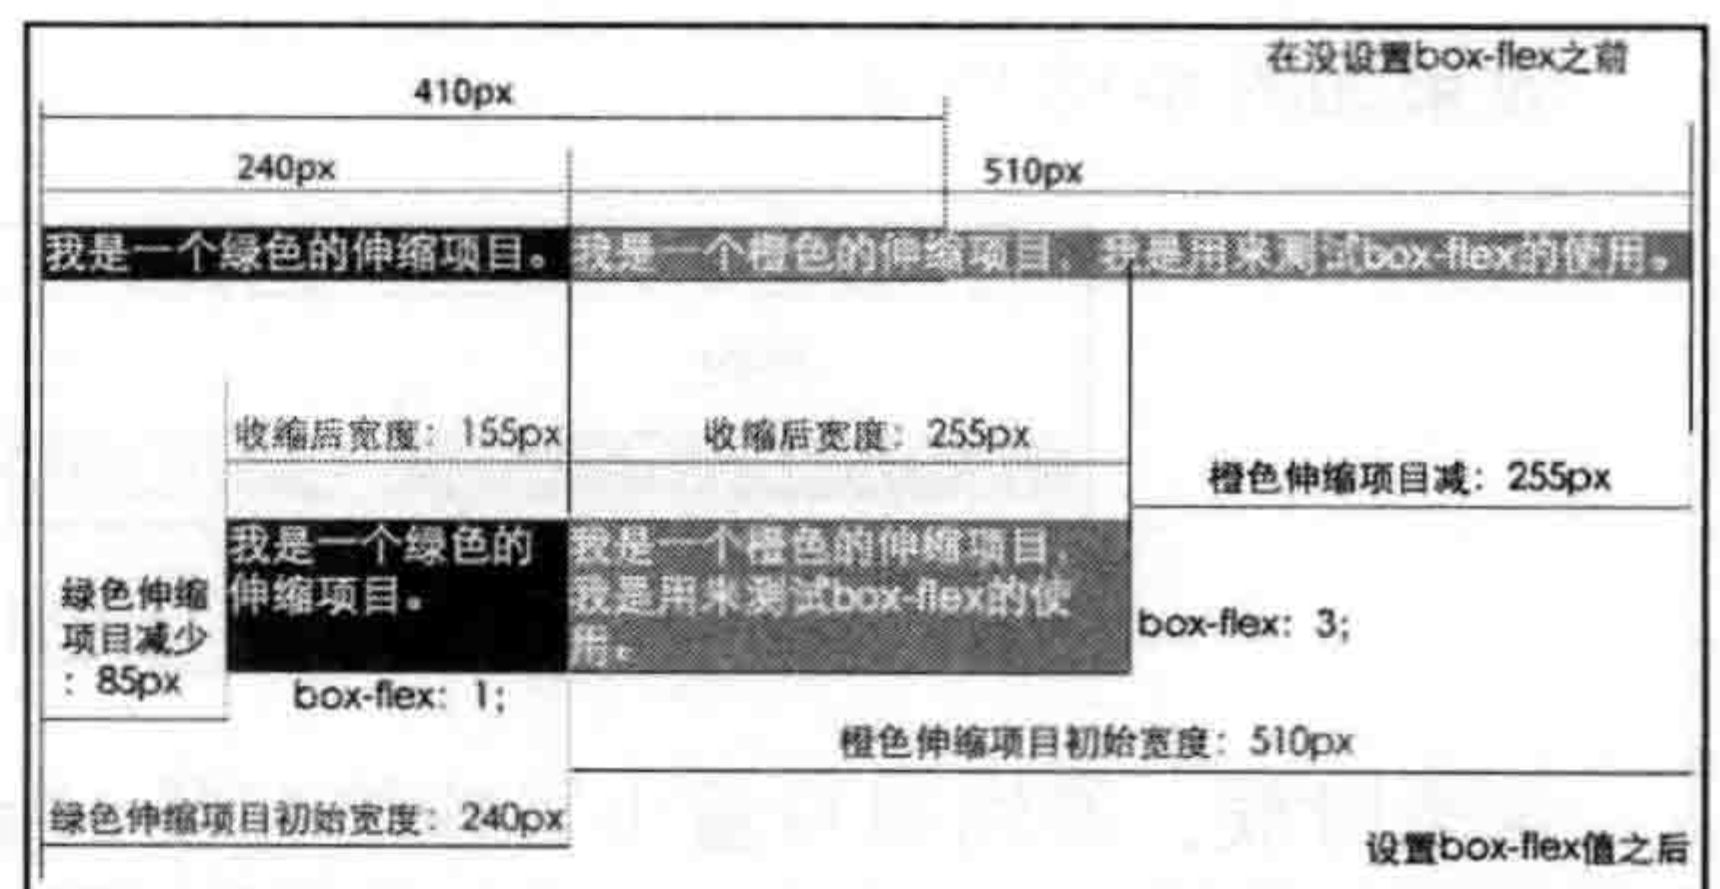 在没设置box-flex之前
410px
240px
510px
我是一个绿色的伸缩项目。
我是一个橙色的伸缩项目，我是用来测试box-flex的使用。
收缩后宽度：155px
收缩后宽度：255px
橙色伸缩项目减：255px
我是一个绿色的
伸缩项目。
我是一个橙色的伸缩项目，
我是用来测试box-flex的使
用。
绿色伸缩
项目减少
：85px
box-flex：1;
box-flex：3;
橙色伸缩项目初始宽度：510px
绿色伸缩项目初始宽度：240px
设置box-flex值之后